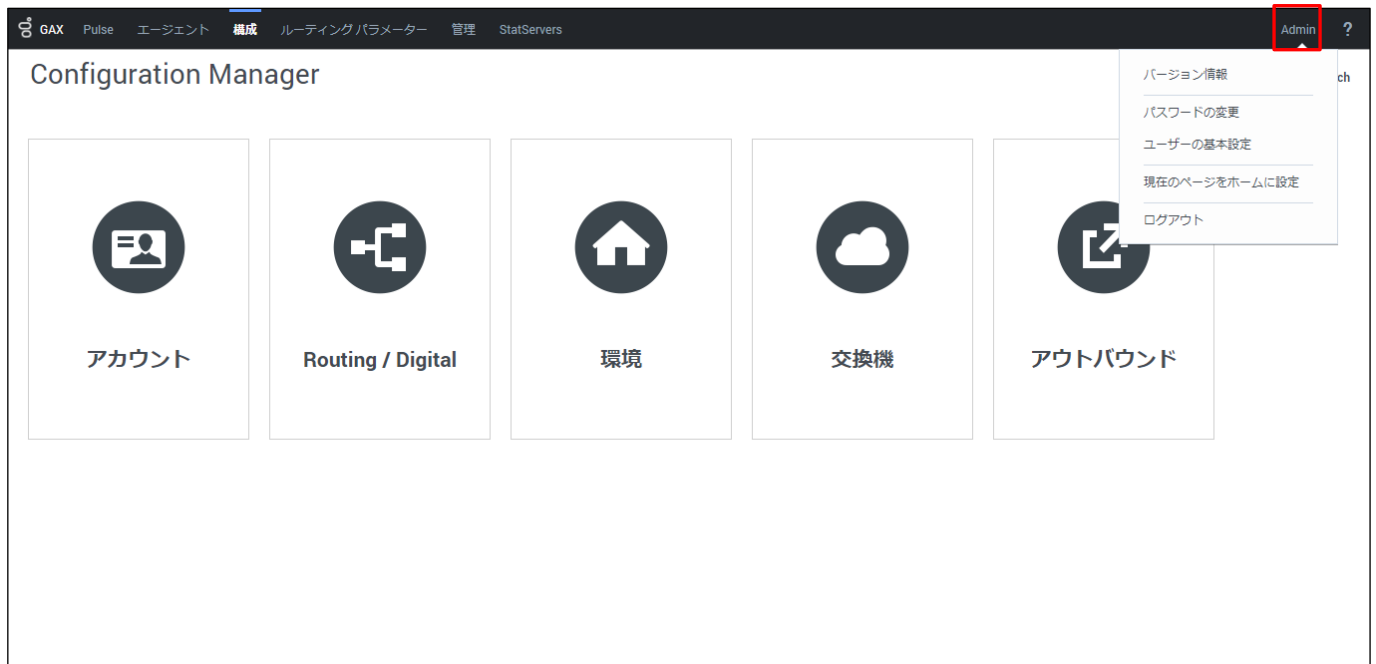 GAX Pulse エージェント 構成 ルーティング パラメーター 管理 StatServers Admin ?
Configuration Manager
ch
バージョン情報
パスワードの変更
ユーザーの基本設定
現在のページをホームに設定
ログアウト
アカウント
Routing / Digital
環境
交換機
アウトバウンド